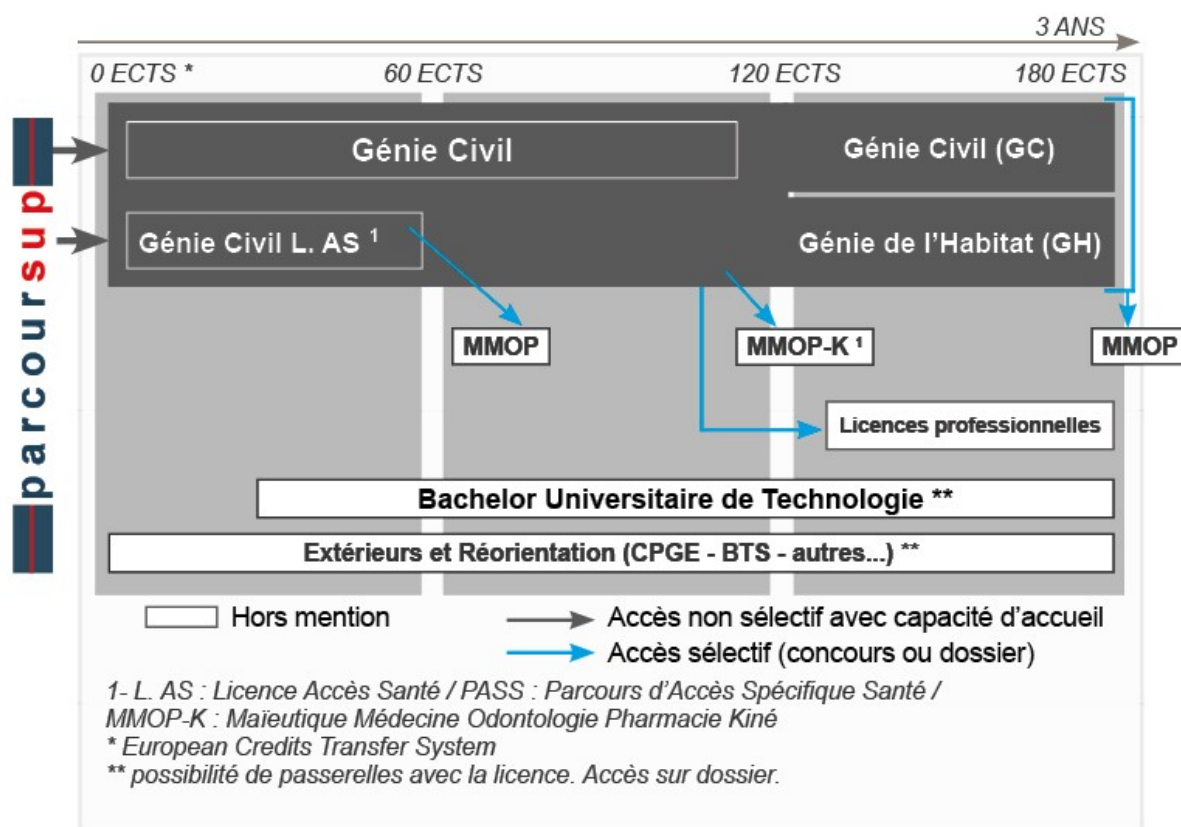 3 ANS
0 ECTS *
60 ECTS
120 ECTS
180 ECTS
parcoursup
Génie Civil
Génie Civil (GC)
Génie Civil L. AS ¹
Génie de l'Habitat (GH)
MMOP
MMOP-K ¹
MMOP
Licences professionnelles
Bachelor Universitaire de Technologie **
Extérieurs et Réorientation (CPGE - BTS - autres...) **
Hors mention
Accès non sélectif avec capacité d'accueil
Accès sélectif (concours ou dossier)
1- L. AS : Licence Accès Santé / PASS : Parcours d'Accès Spécifique Santé /
MMOP-K : Maïeutique Médecine Odontologie Pharmacie Kiné
* European Credits Transfer System
** possibilité de passerelles avec la licence. Accès sur dossier.